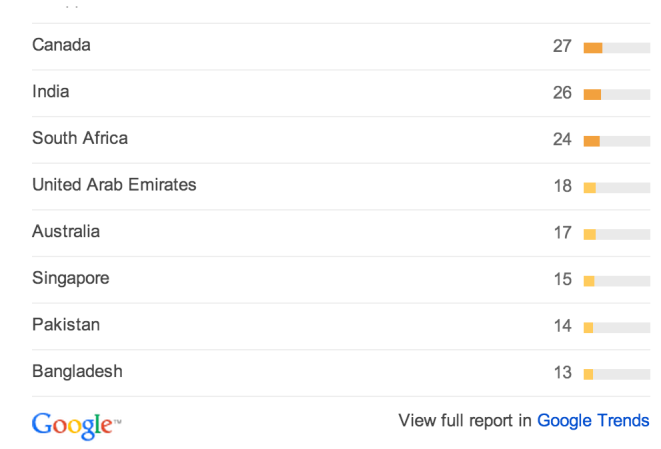 Canada 27
India 26
South Africa 24
United Arab Emirates 18
Australia 17
Singapore 15
Pakistan 14
Bangladesh 13
Google™ View full report in Google Trends